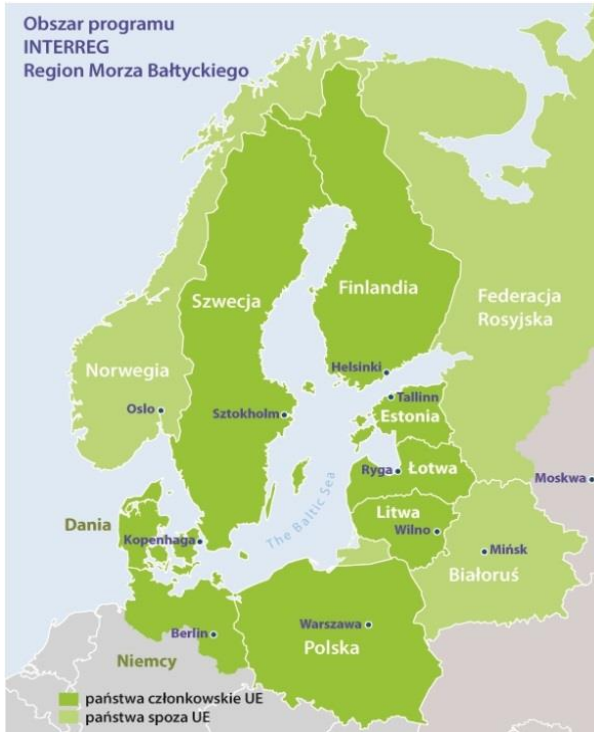 Obszar programu
INTERREG
Region Morza Bałtyckiego
Szwecja
Finlandia
Federacja
Rosyjska
Norwegia
Helsinki
Oslo
Sztokholm
Tallinn
Estonia
Ryga
Łotwa
Moskwa
Litwa
Dania
The Baltic Sea
Wilno
Kopenhaga
Mińsk
Białoruś
Warszawa
Berlin
Polska
Niemcy
państwa członkowskie UE
państwa spoza UE